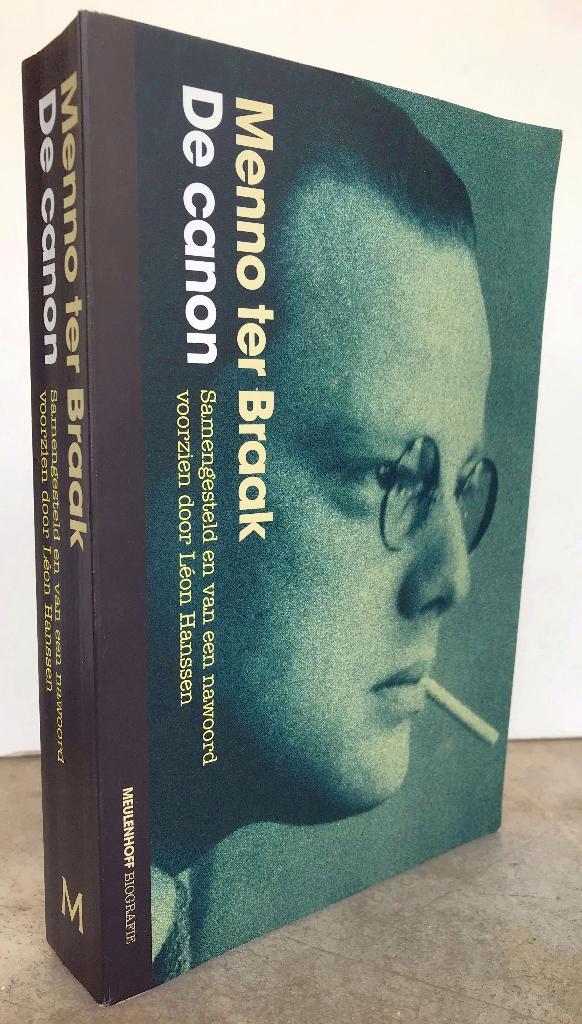 Menno ter Braak
De canon
Samengesteld en van een nawoord
voorzien door Léon Hanssen
M
Menno ter Braak
De canon
Samengesteld en van een nawoord
voorzien door Léon Hanssen
MEULENHOFF BIOGRAFIE